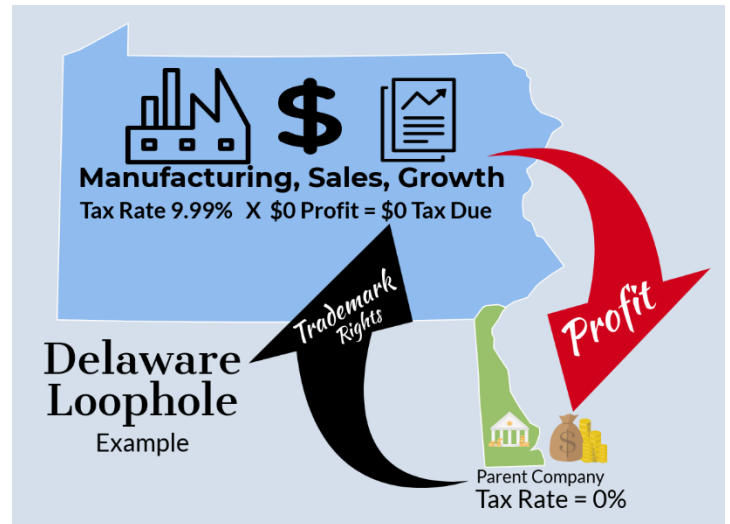 Manufacturing, Sales, Growth
Tax Rate 9.99% X $0 Profit = $0 Tax Due
Trademark
Rights
Profit
Delaware
Loophole
Example
$
Parent Company
Tax Rate = 0%